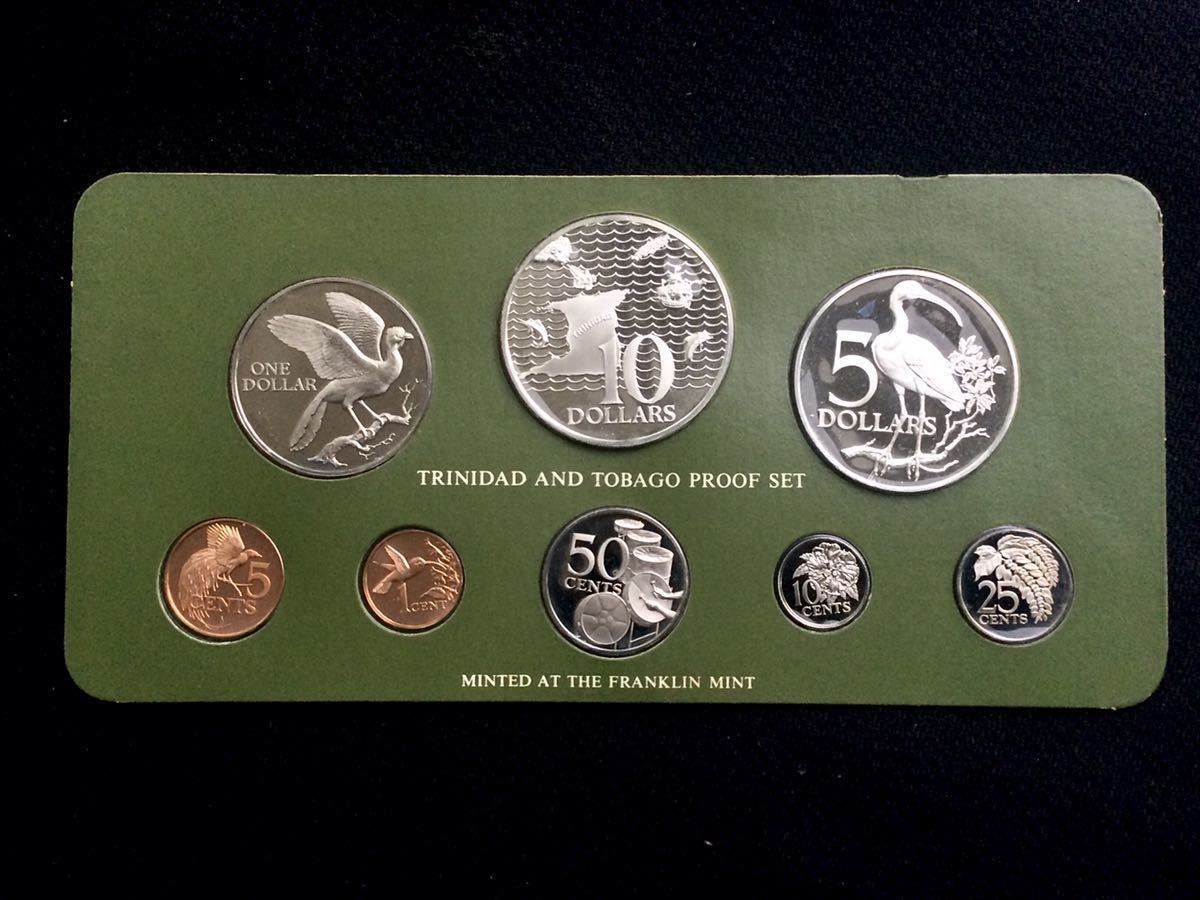 ONE
DOLLAR
TRINIDAD
10
DOLLARS
5
DOLLARS
TRINIDAD AND TOBAGO PROOF SET
5
CENTS
1
CENT
50
CENTS
10
CENTS
25
CENTS
MINTED AT THE FRANKLIN MINT